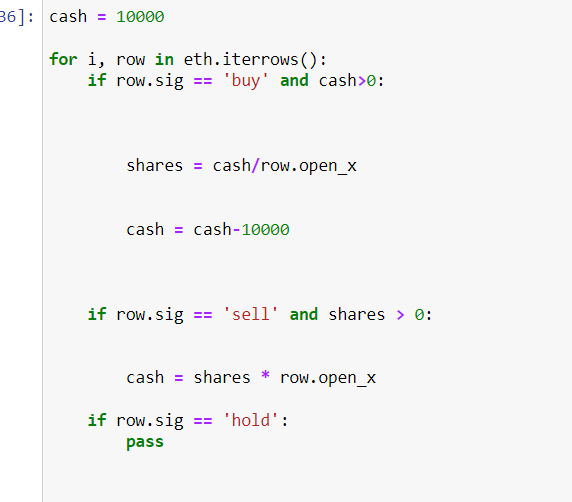 36]: cash = 10000
for i, row in eth.iterrows():
    if row.sig == 'buy' and cash>0:
        shares = cash/row.open_x
        cash = cash-10000
    if row.sig == 'sell' and shares > 0:
        cash = shares * row.open_x
    if row.sig == 'hold':
        pass